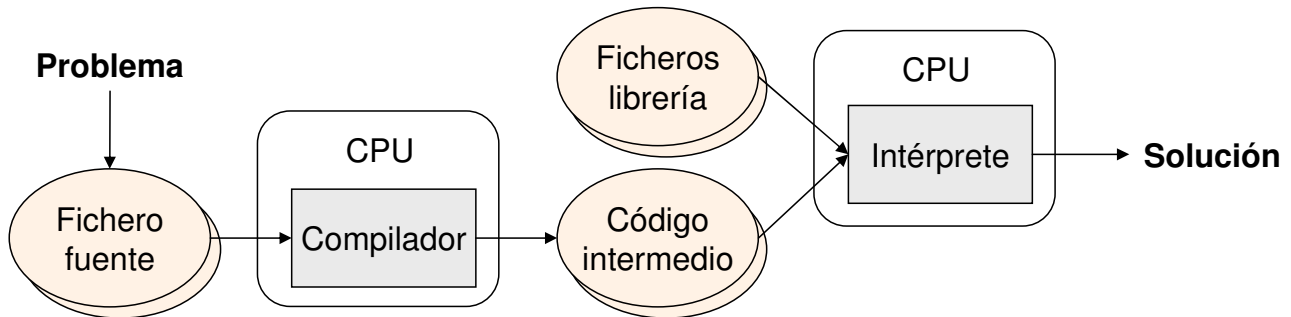 Problema
Fichero
fuente
CPU
Compilador
Ficheros
librería
Código
intermedio
CPU
Intérprete
Solución